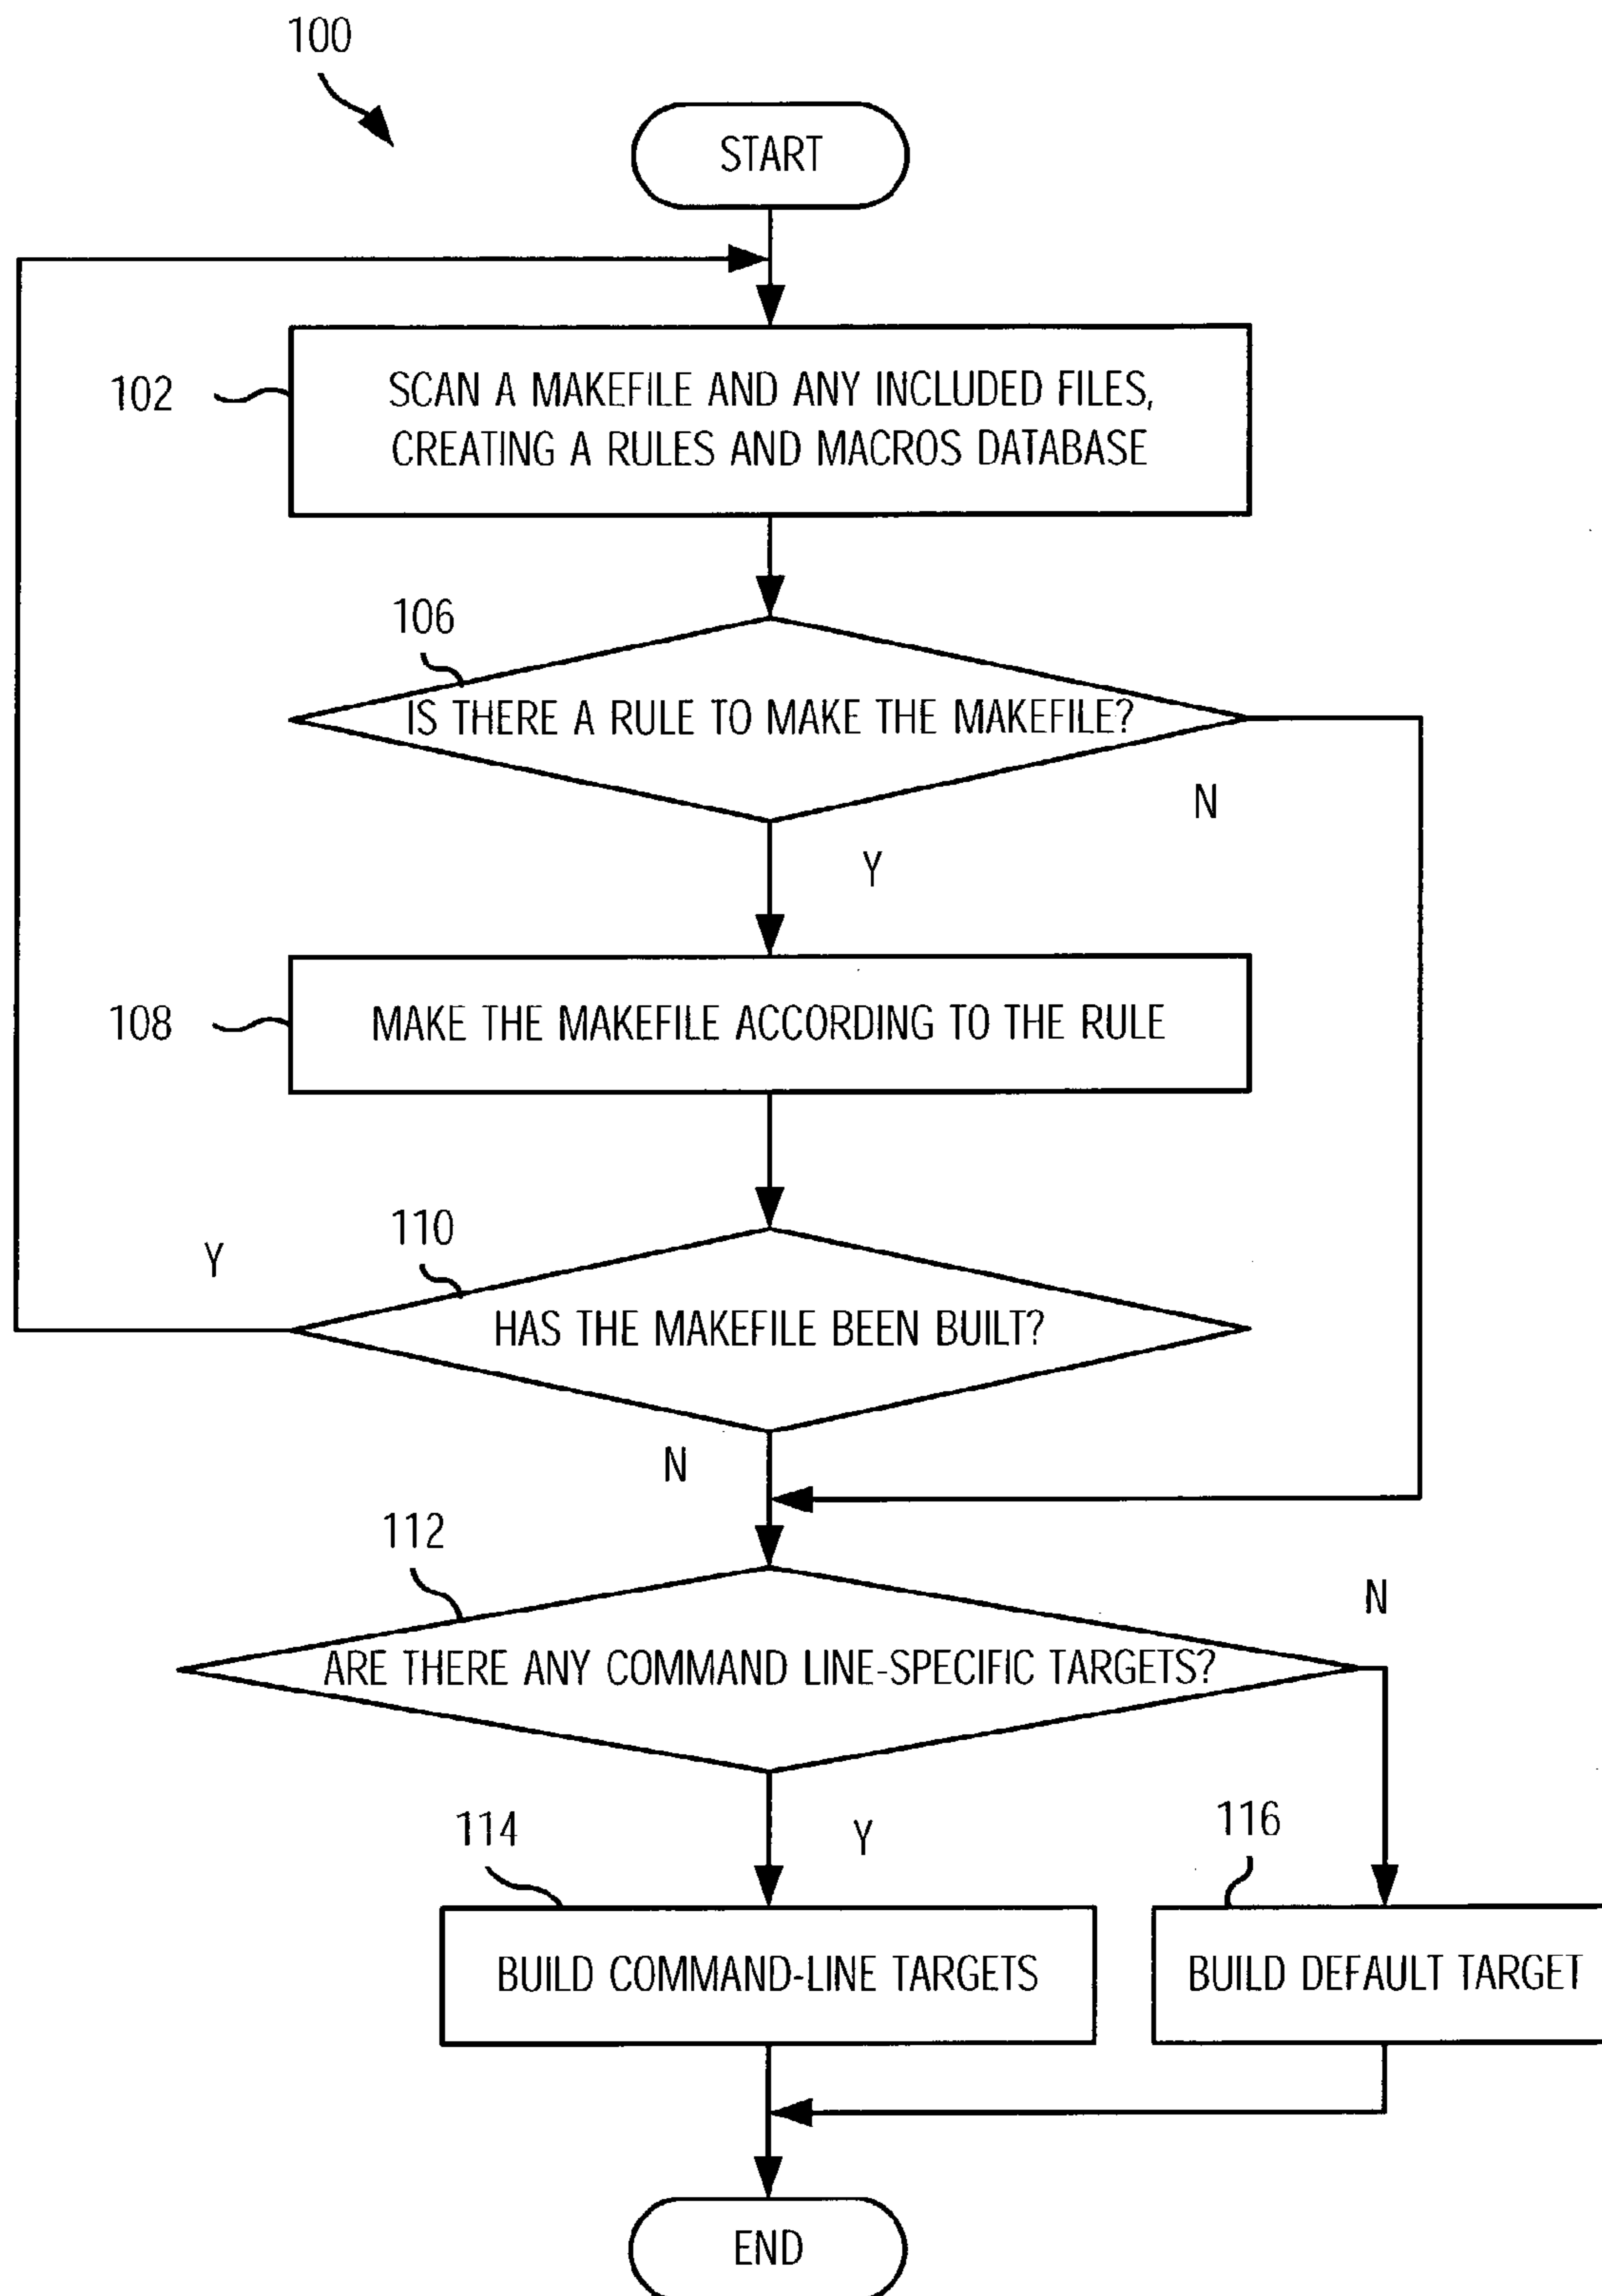 100
START
102
SCAN A MAKEFILE AND ANY INCLUDED FILES,
CREATING A RULES AND MACROS DATABASE
106
IS THERE A RULE TO MAKE THE MAKEFILE?
N
Y
108
MAKE THE MAKEFILE ACCORDING TO THE RULE
110
Y
HAS THE MAKEFILE BEEN BUILT?
N
112
N
ARE THERE ANY COMMAND LINE-SPECIFIC TARGETS?
114
Y
116
BUILD COMMAND-LINE TARGETS
BUILD DEFAULT TARGET
END